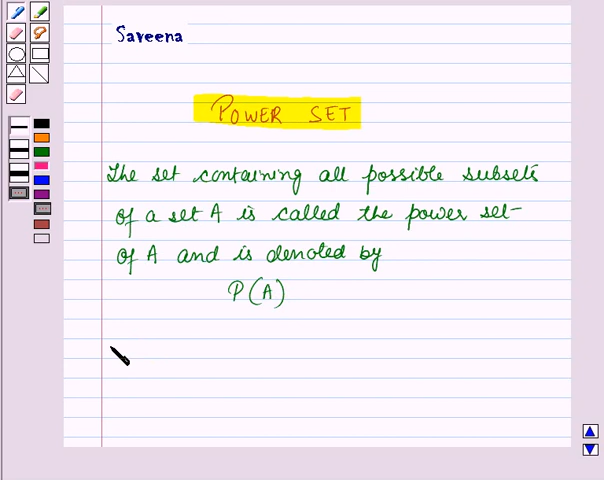 Saveena
POWER SET
The set containing all possible subsets
of a set A is called the power set
of A and is denoted by
P(A)